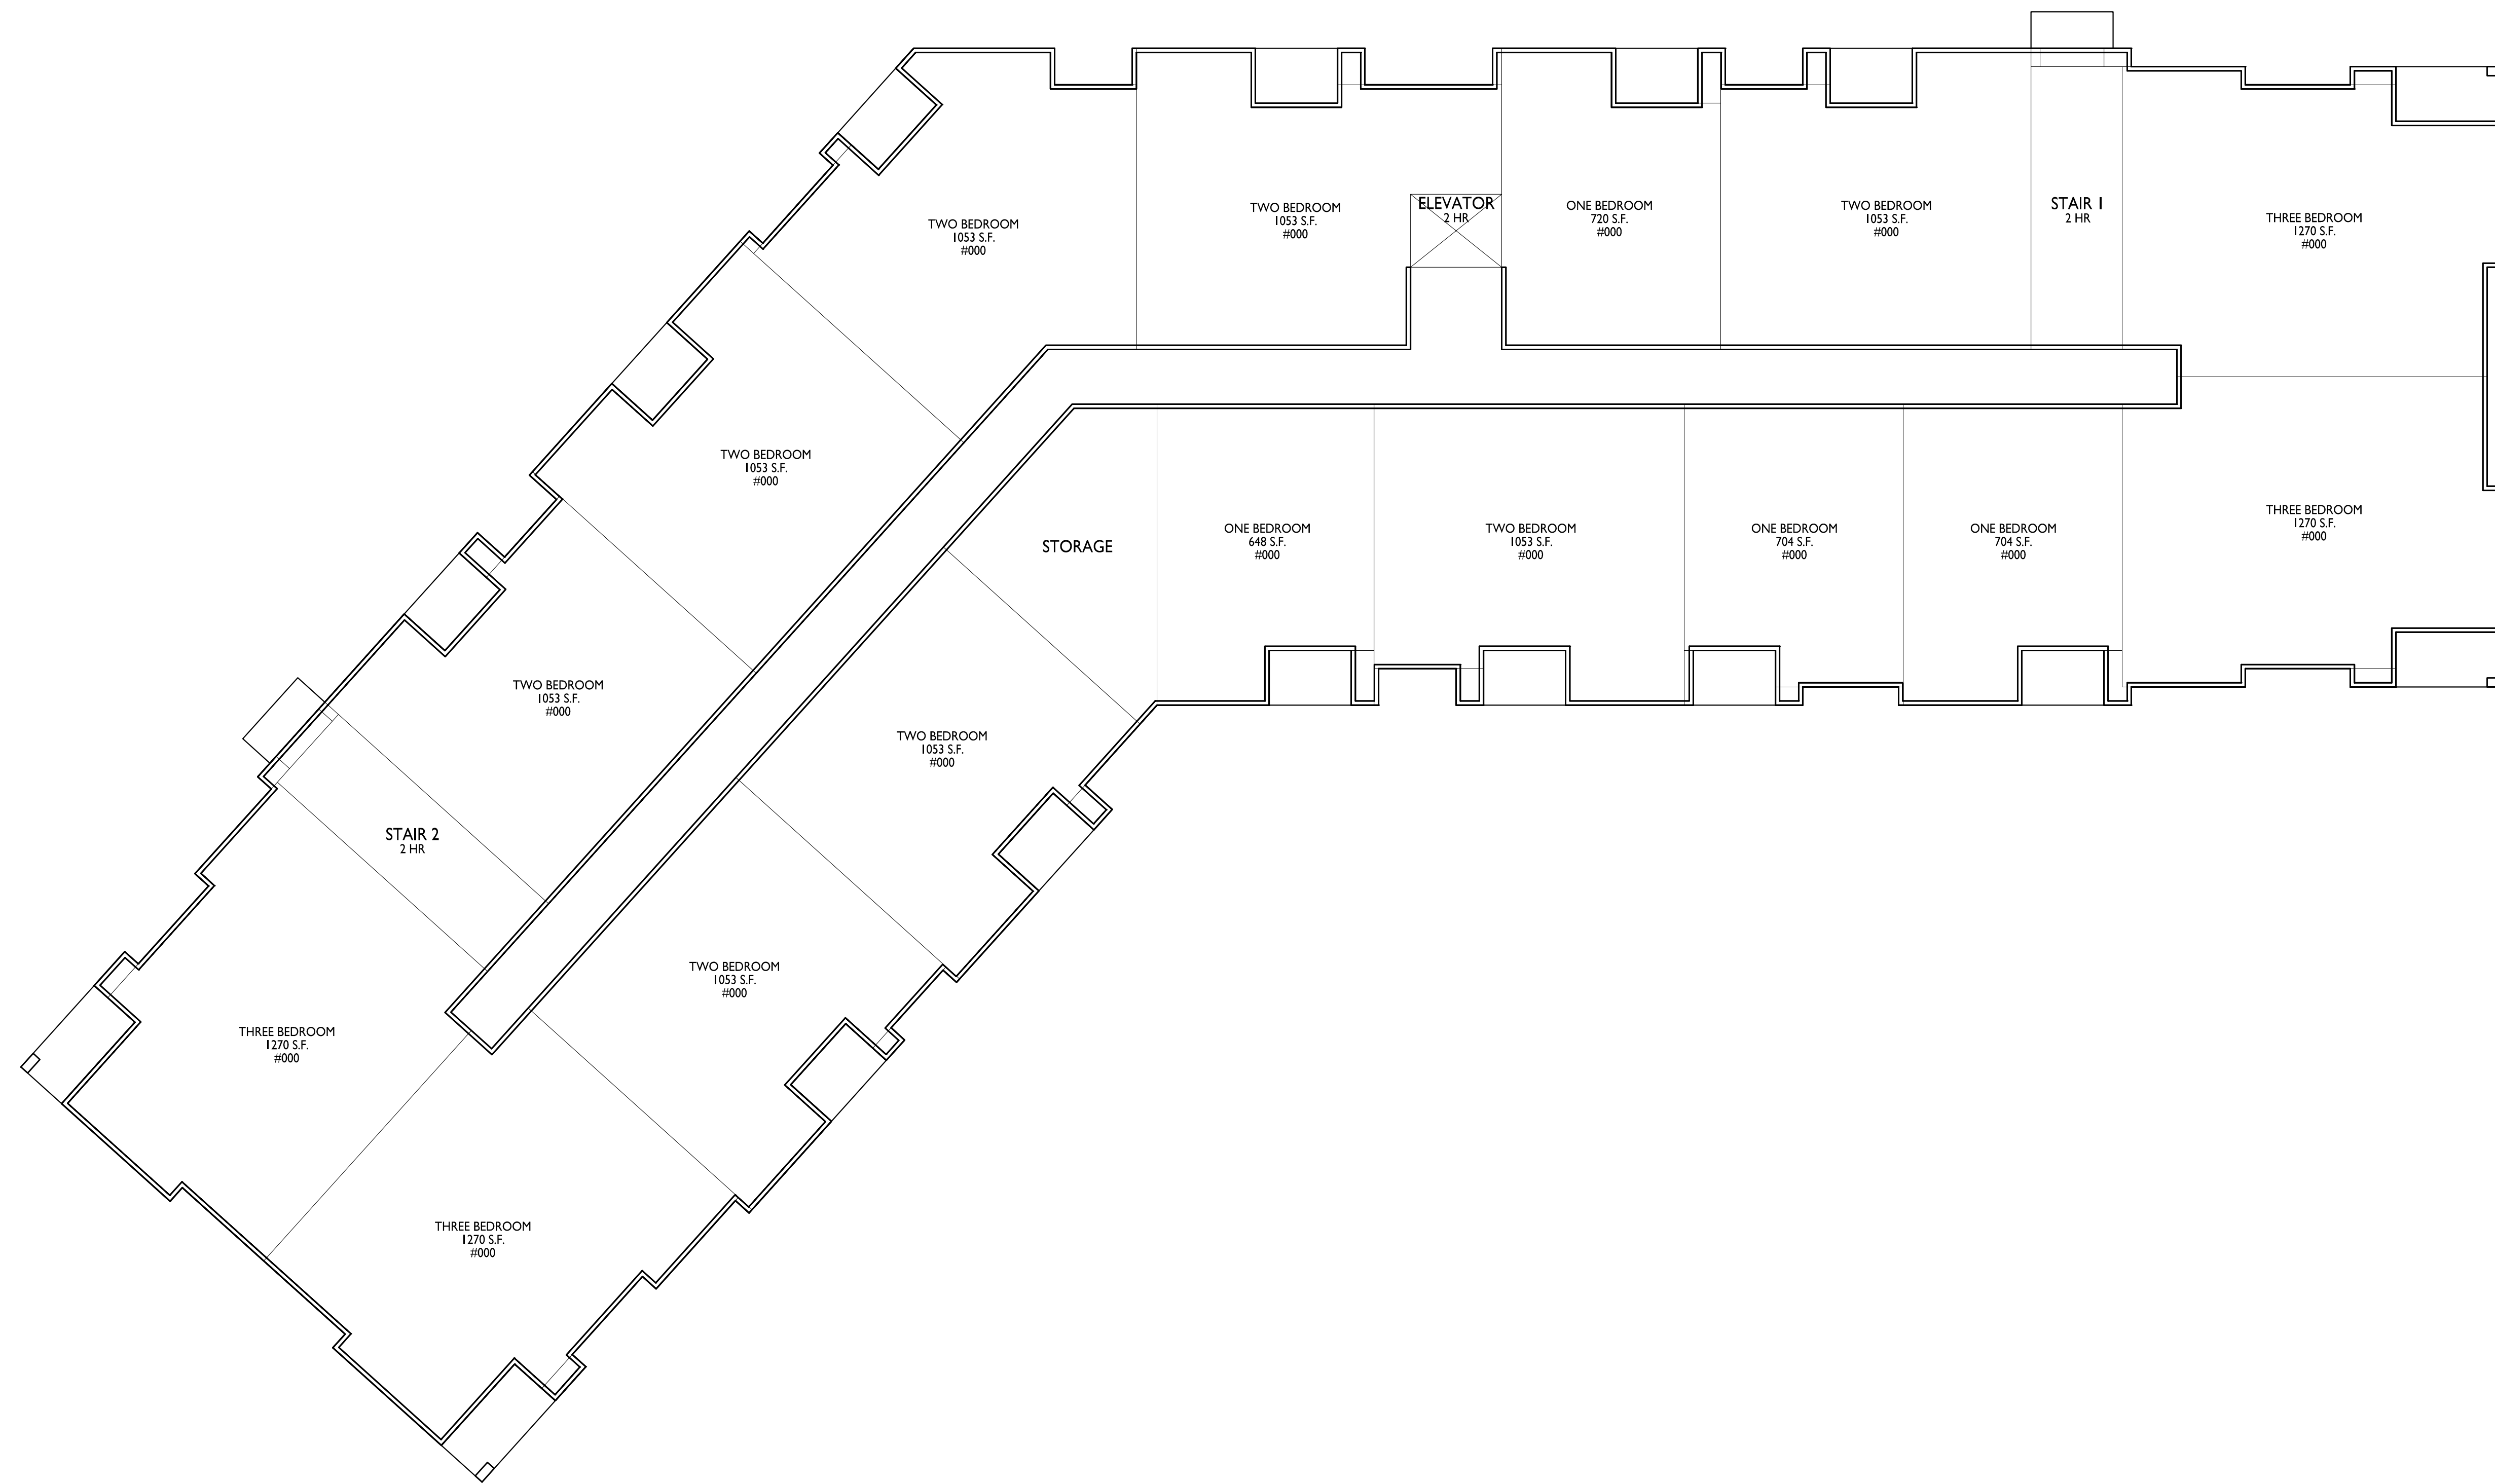 TWO BEDROOM
1053 S.F.
#000
TWO BEDROOM
1053 S.F.
#000
ELEVATOR
2 HR
ONE BEDROOM
720 S.F.
#000
TWO BEDROOM
1053 S.F.
#000
STAIR 1
2 HR
THREE BEDROOM
1270 S.F.
#000
TWO BEDROOM
1053 S.F.
#000
STORAGE
ONE BEDROOM
648 S.F.
#000
TWO BEDROOM
1053 S.F.
#000
ONE BEDROOM
704 S.F.
#000
ONE BEDROOM
704 S.F.
#000
THREE BEDROOM
1270 S.F.
#000
TWO BEDROOM
1053 S.F.
#000
TWO BEDROOM
1053 S.F.
#000
STAIR 2
2 HR
TWO BEDROOM
1053 S.F.
#000
THREE BEDROOM
1270 S.F.
#000
THREE BEDROOM
1270 S.F.
#000